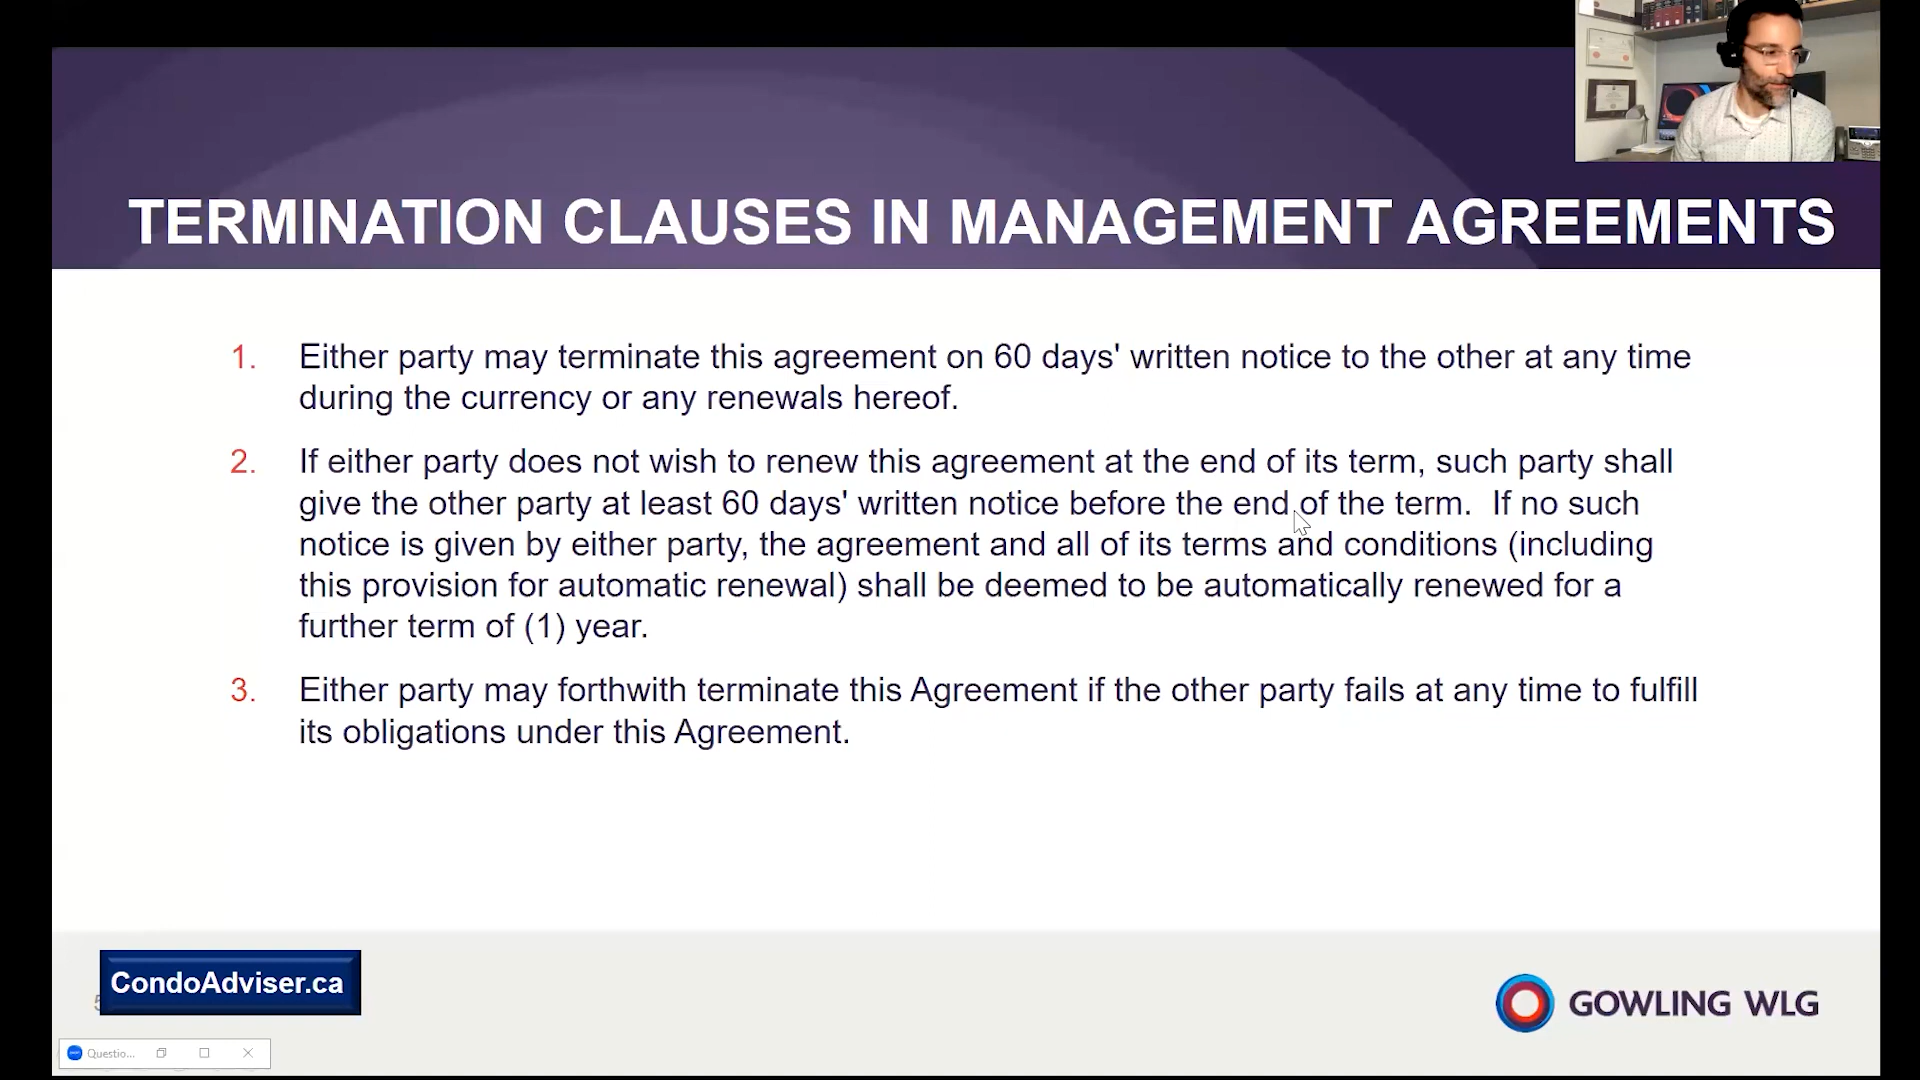 TERMINATION CLAUSES IN MANAGEMENT AGREEMENTS
1. Either party may terminate this agreement on 60 days' written notice to the other at any time
during the currency or any renewals hereof.
2. If either party does not wish to renew this agreement at the end of its term, such party shall
give the other party at least 60 days' written notice before the end of the term. If no such
notice is given by either party, the agreement and all of its terms and conditions (including
this provision for automatic renewal) shall be deemed to be automatically renewed for a
further term of (1) year.
3. Either party may forthwith terminate this Agreement if the other party fails at any time to fulfill
its obligations under this Agreement.
CondoAdviser.ca
GOWLING WLG
Questio...